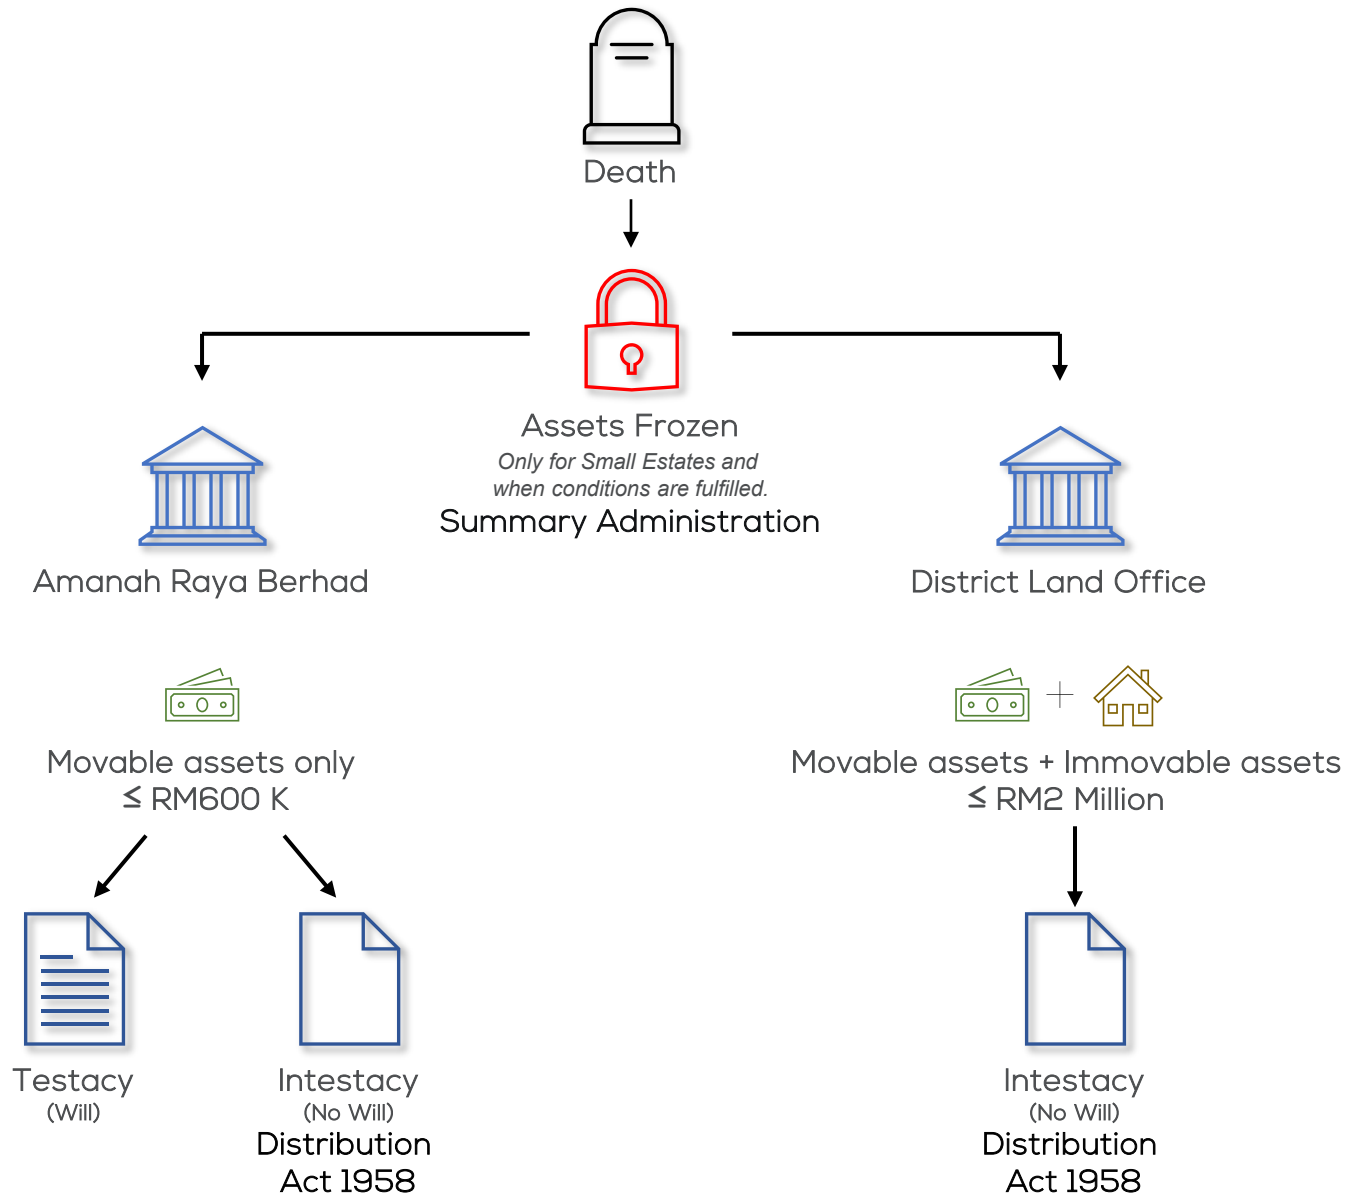 Death
Assets Frozen
Only for Small Estates and
when conditions are fulfilled.
Summary Administration
Amanah Raya Berhad
Movable assets only
≤ RM600 K
Testacy
(Will)
Intestacy
(No Will)
Distribution
Act 1958
District Land Office
+
Movable assets + Immovable assets
≤ RM2 Million
Intestacy
(No Will)
Distribution
Act 1958